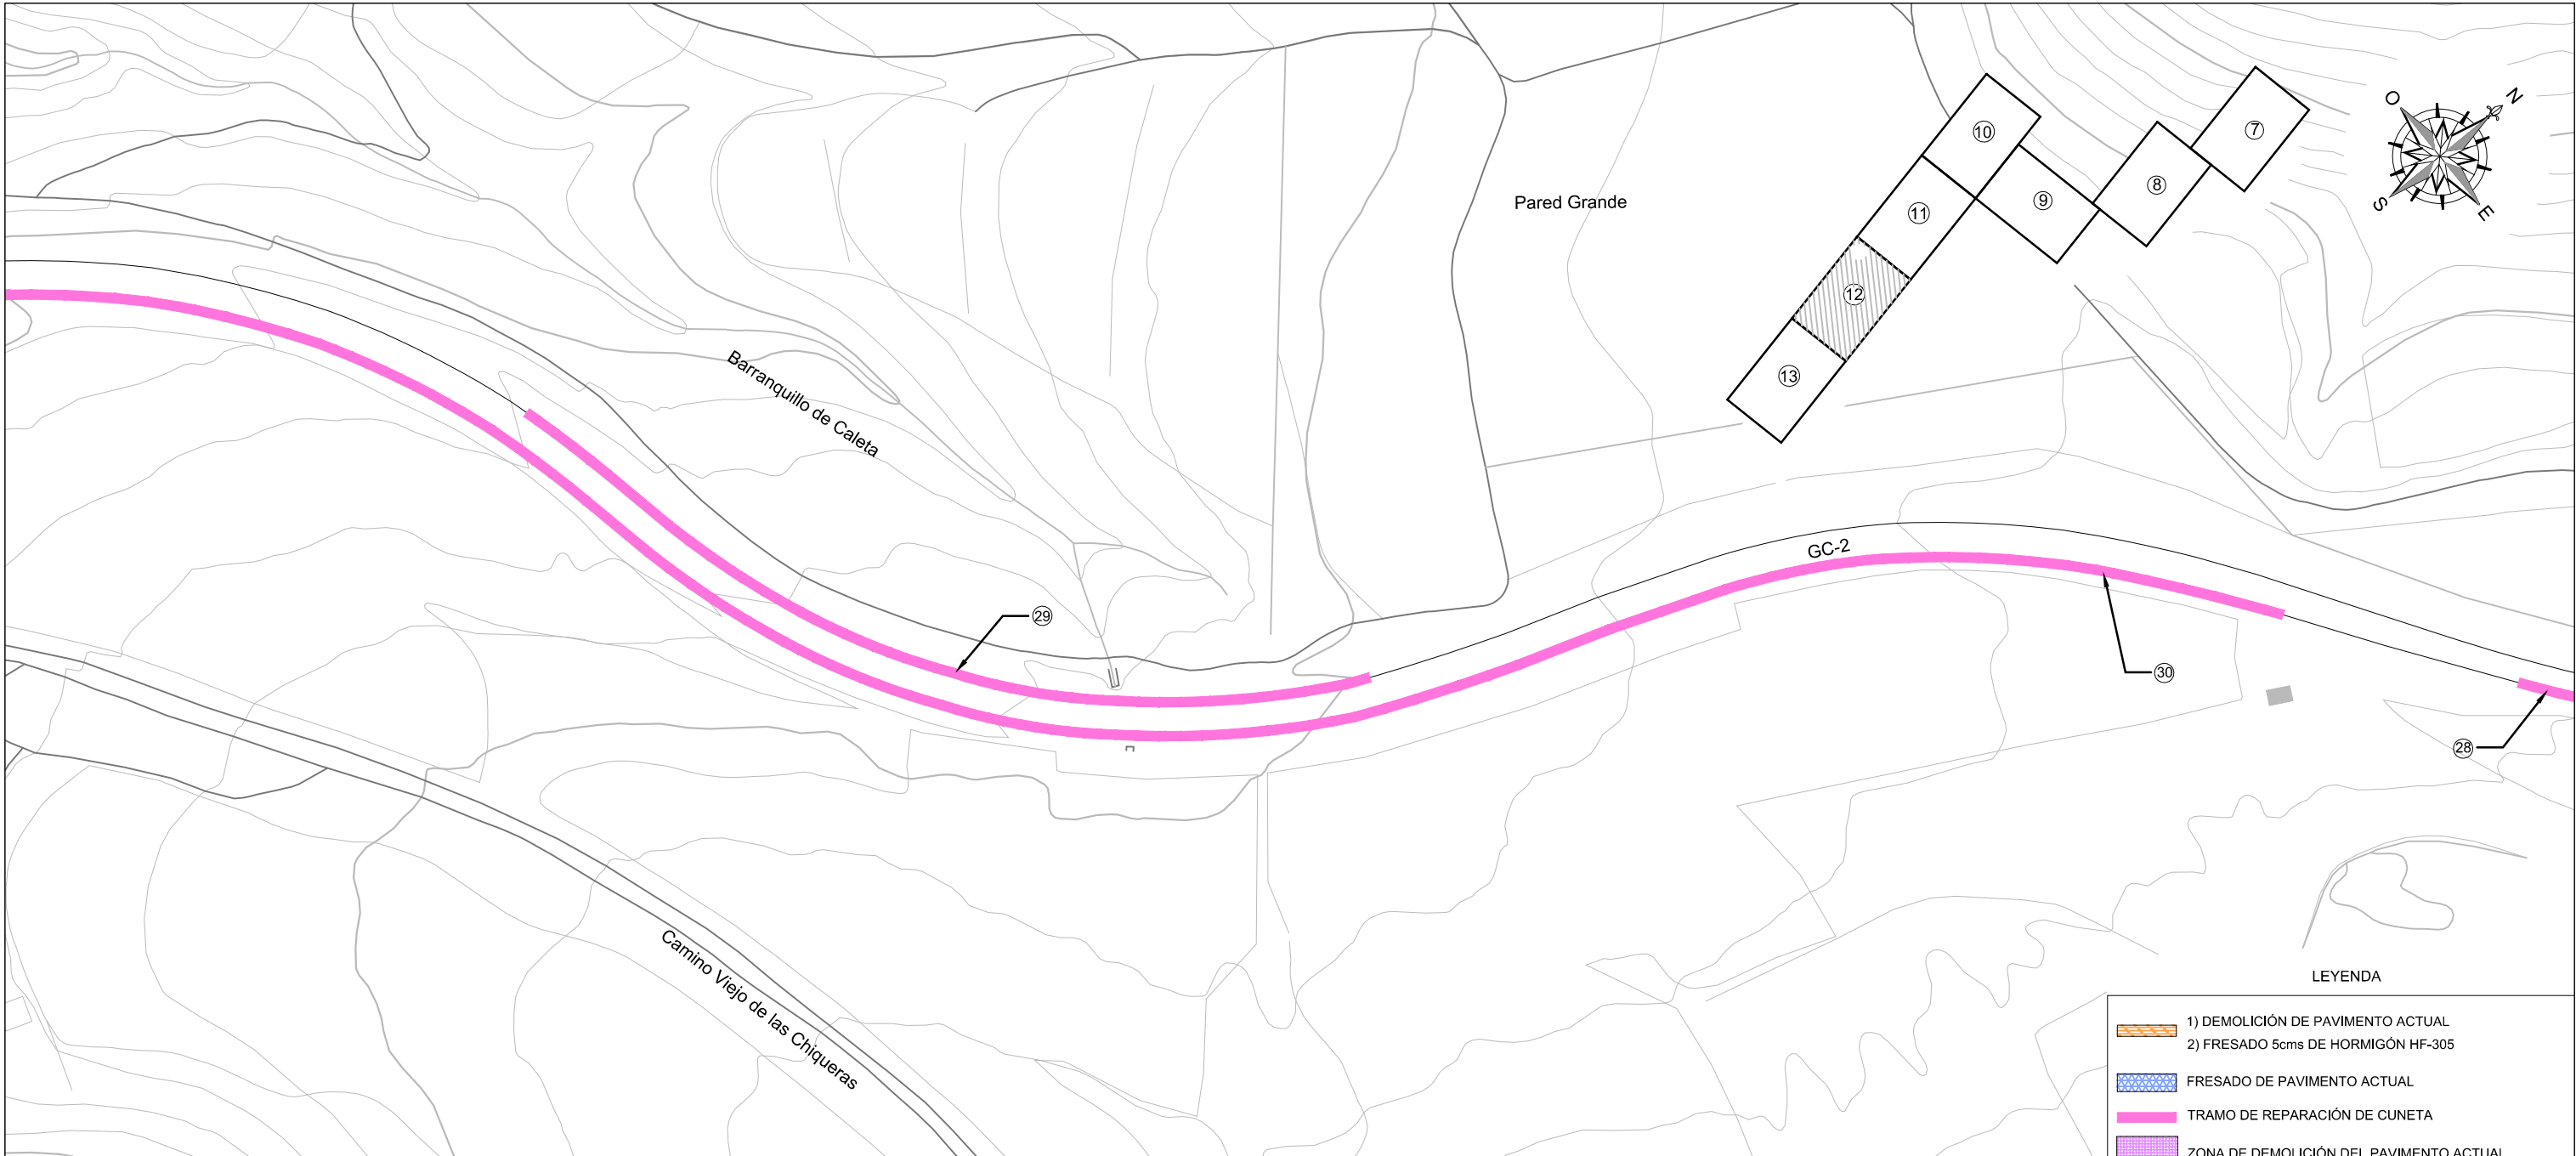 O
N
S
E
7
8
9
10
11
12
13
Pared Grande
Barranquillo de Caleta
GC-2
29
30
28
Camino Viejo de las Chiqueras
LEYENDA
1) DEMOLICIÓN DE PAVIMENTO ACTUAL
2) FRESADO 5cms DE HORMIGÓN HF-305
FRESADO DE PAVIMENTO ACTUAL
TRAMO DE REPARACIÓN DE CUNETA
ZONA DE DEMOLICIÓN DEL PAVIMENTO ACTUAL